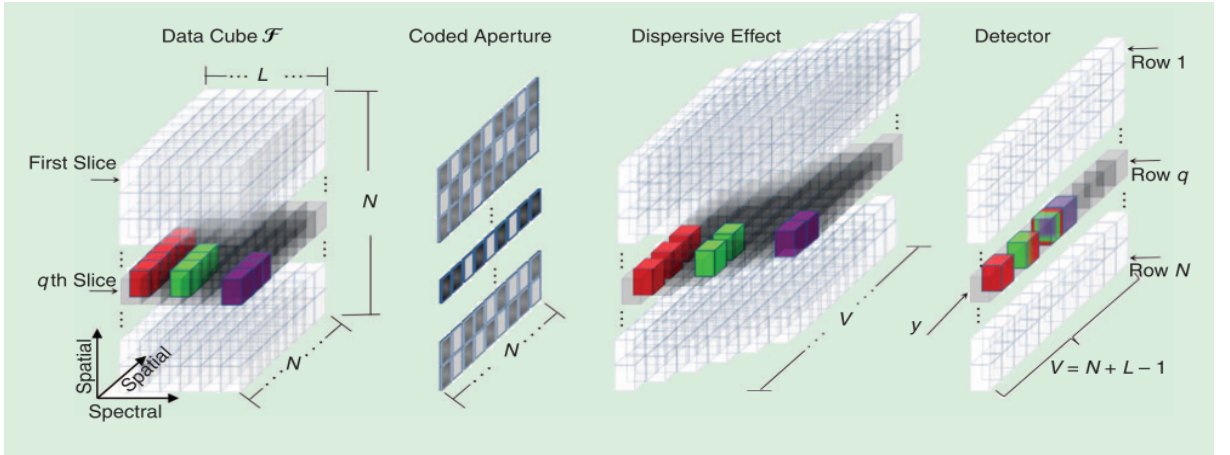 Data Cube ℱ
Coded Aperture
Dispersive Effect
Detector
··· L ···
Row 1
First Slice
N
Row q
qth Slice
Row N
V
y
N
N
V = N + L − 1
Spatial
Spatial
Spectral